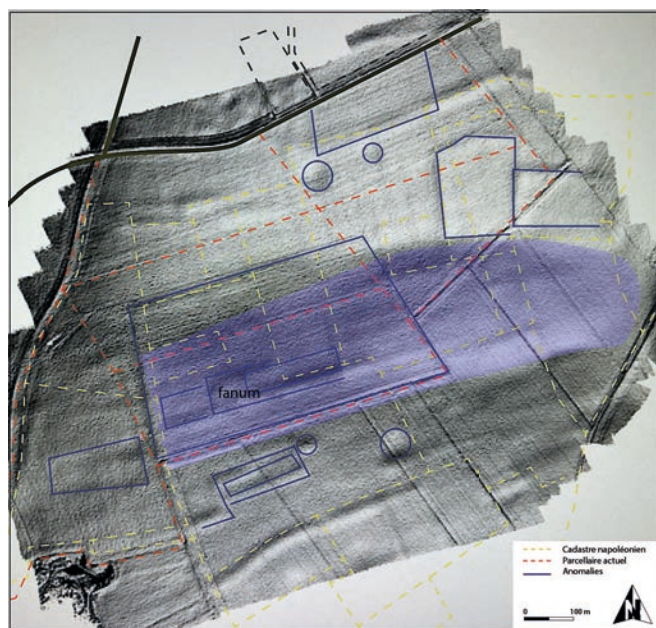 fanum
Cadastre napoléonien
Parcellaire actuel
Anomalies
0 100 m
N